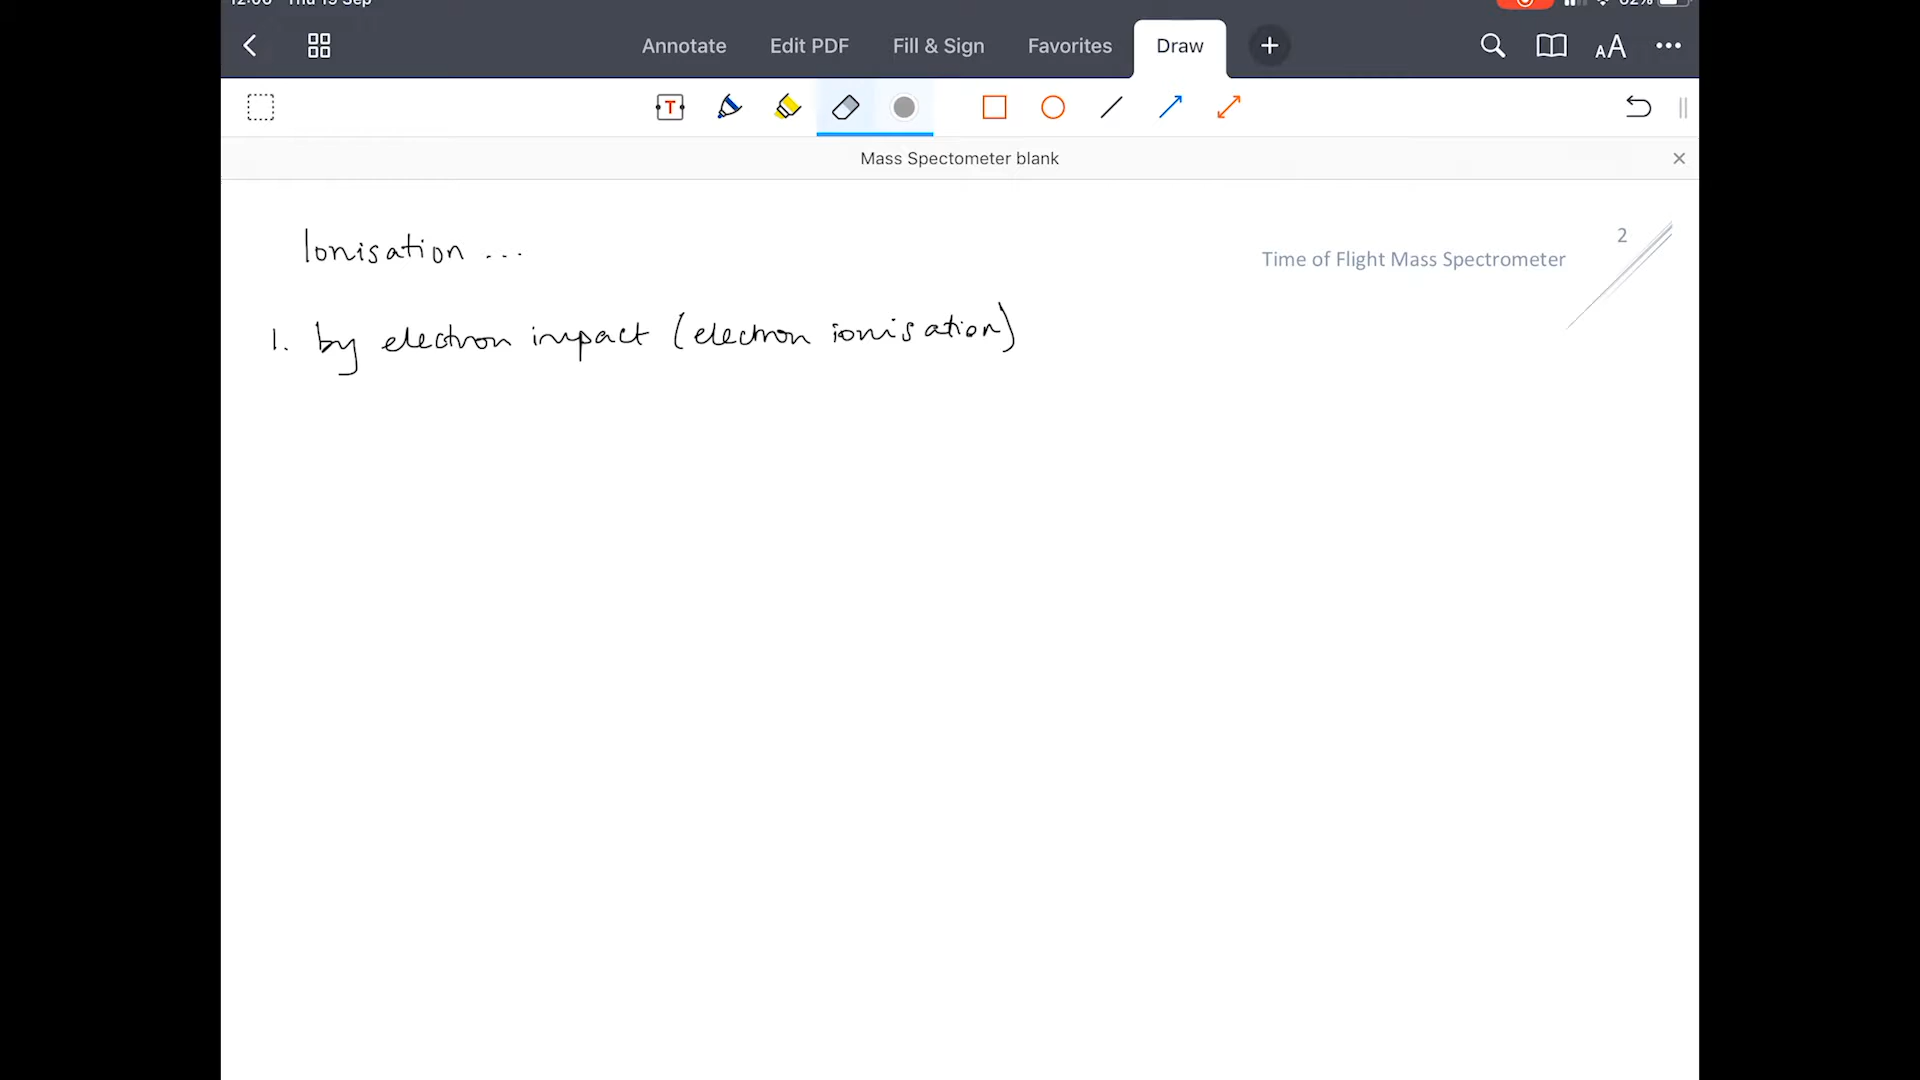 Annotate Edit PDF Fill & Sign Favorites Draw
AA
T
Mass Spectometer blank
2
Time of Flight Mass Spectrometer
Ionisation ...
1. by electron impact (electron ionisation)